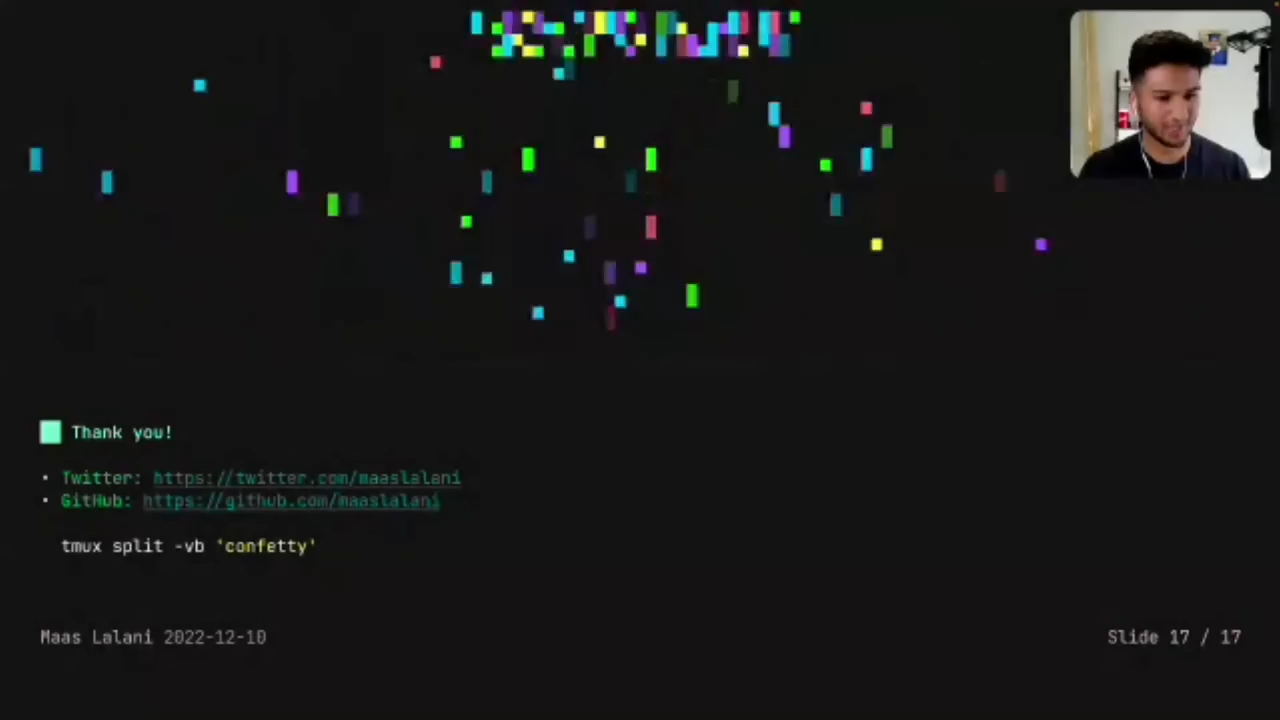 Thank you!
• Twitter: https://twitter.com/maaslalani
• GitHub: https://github.com/maaslalani
tmux split -vb 'confetty'
Maas Lalani 2022-12-10
Slide 17 / 17